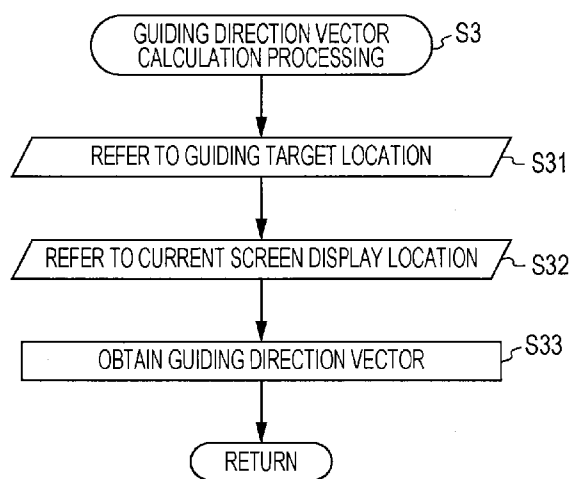 GUIDING DIRECTION VECTOR
CALCULATION PROCESSING
S3
REFER TO GUIDING TARGET LOCATION
S31
REFER TO CURRENT SCREEN DISPLAY LOCATION
S32
OBTAIN GUIDING DIRECTION VECTOR
S33
RETURN